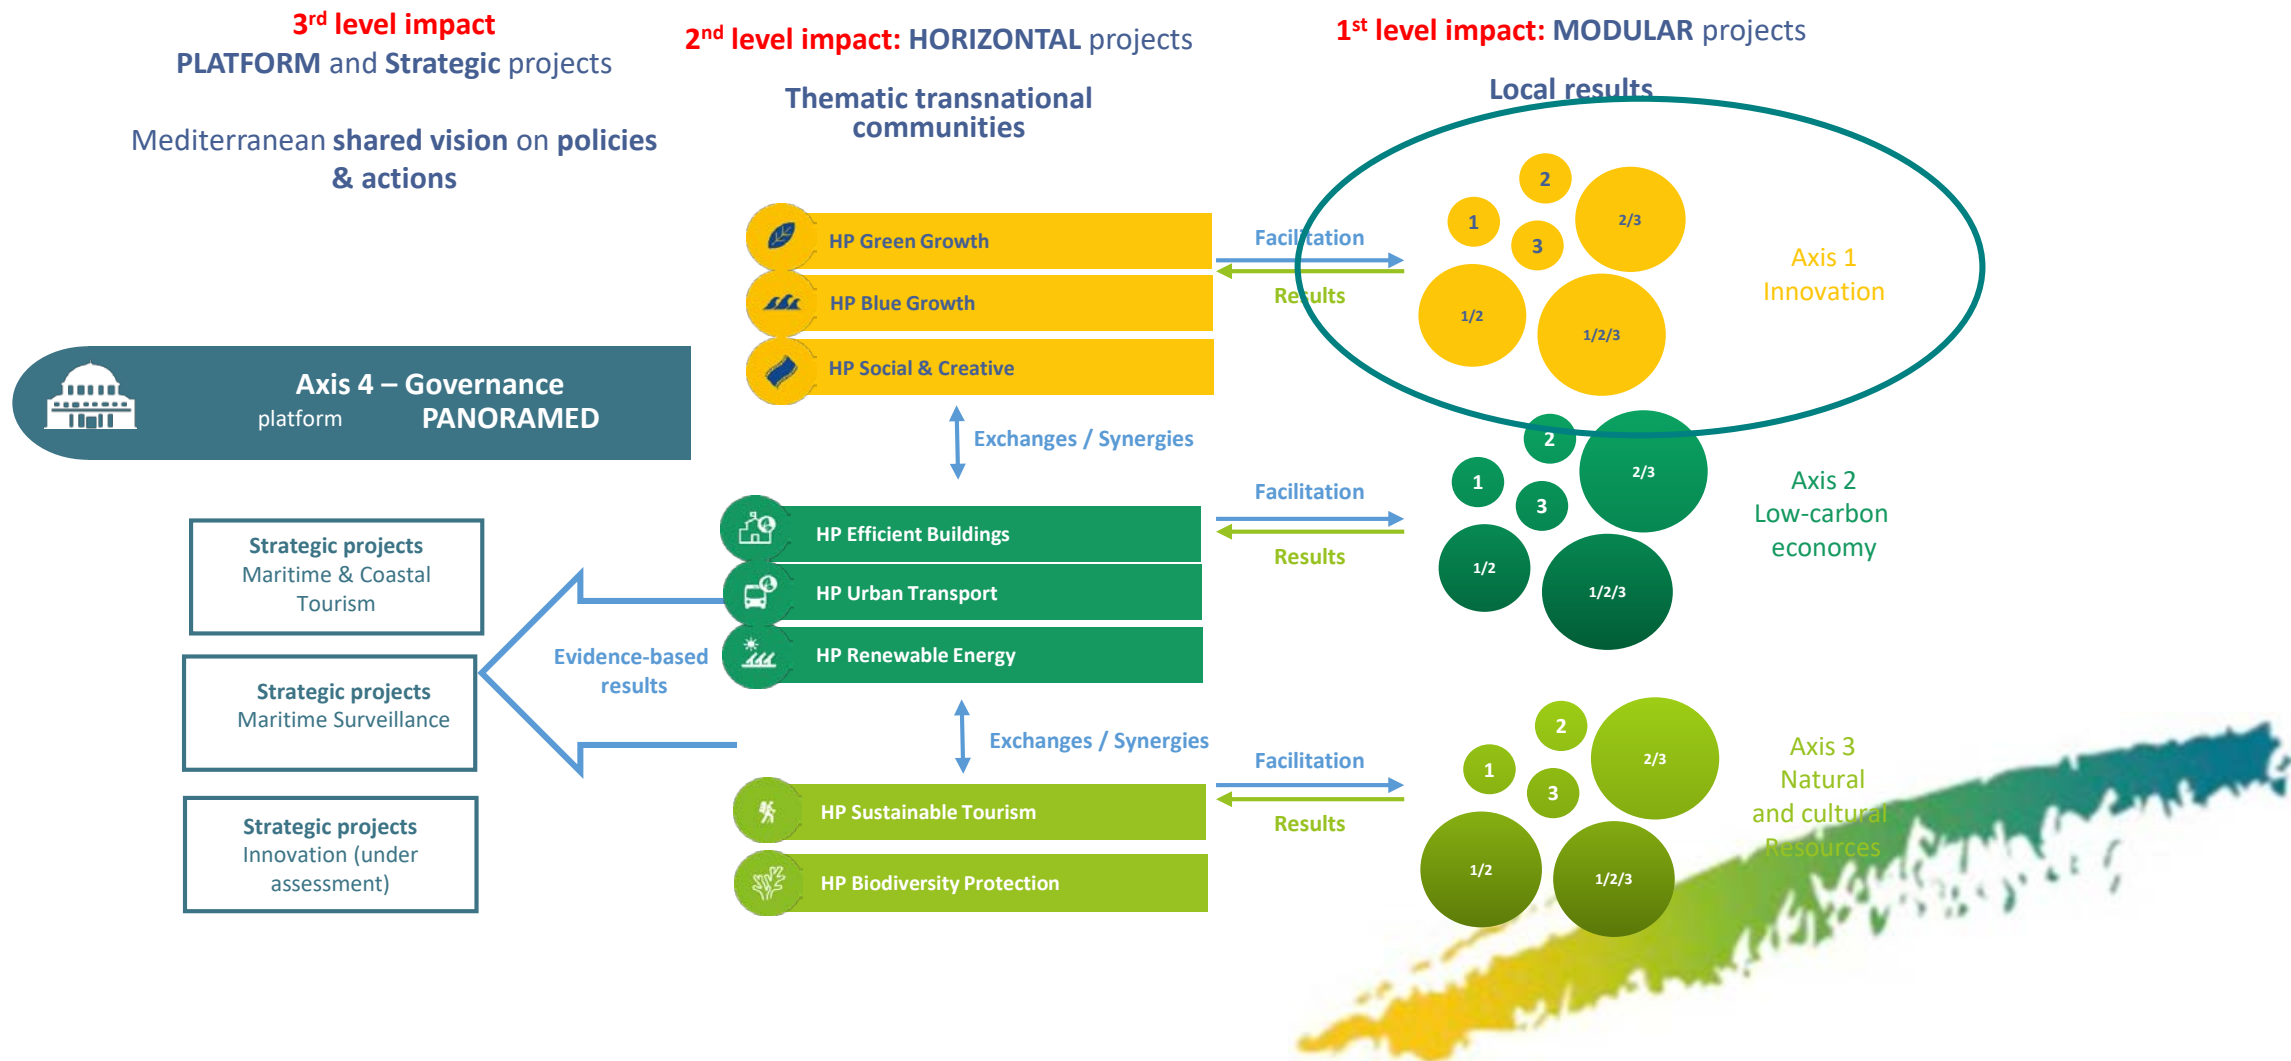 3rd level impact
PLATFORM and Strategic projects
Mediterranean shared vision on policies
& actions
Axis 4 – Governance
platform PANORAMED
Strategic projects
Maritime & Coastal
Tourism
Strategic projects
Maritime Surveillance
Strategic projects
Innovation (under
assessment)
Evidence-based
results
2nd level impact: HORIZONTAL projects
Thematic transnational
communities
HP Green Growth
HP Blue Growth
HP Social & Creative
Exchanges / Synergies
HP Efficient Buildings
HP Urban Transport
HP Renewable Energy
Exchanges / Synergies
HP Sustainable Tourism
HP Biodiversity Protection
Facilitation
Results
Facilitation
Results
Facilitation
Results
1st level impact: MODULAR projects
Local results
2
2/3
1
3
1/2
1/2/3
Axis 1
Innovation
2
2/3
1
3
1/2
1/2/3
Axis 2
Low-carbon
economy
2
2/3
1
3
1/2
1/2/3
Axis 3
Natural
and cultural
Resources